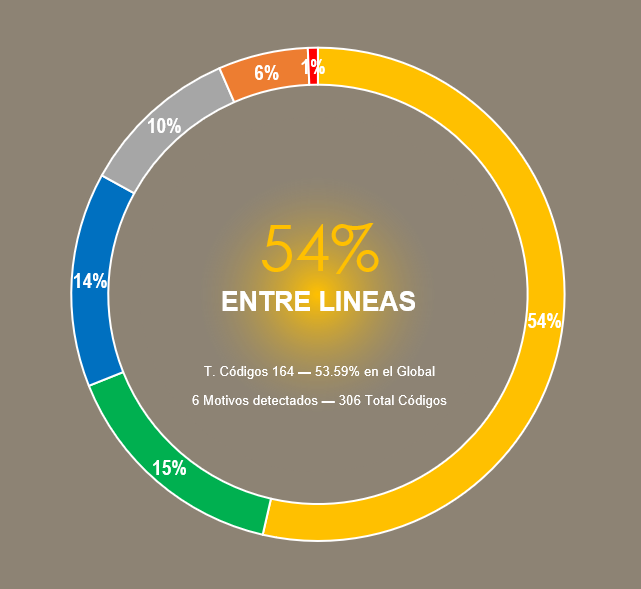 6%
1%
10%
54%
14%
ENTRE LINEAS
54%
T. Códigos 164 — 53.59% en el Global
6 Motivos detectados — 306 Total Códigos
15%